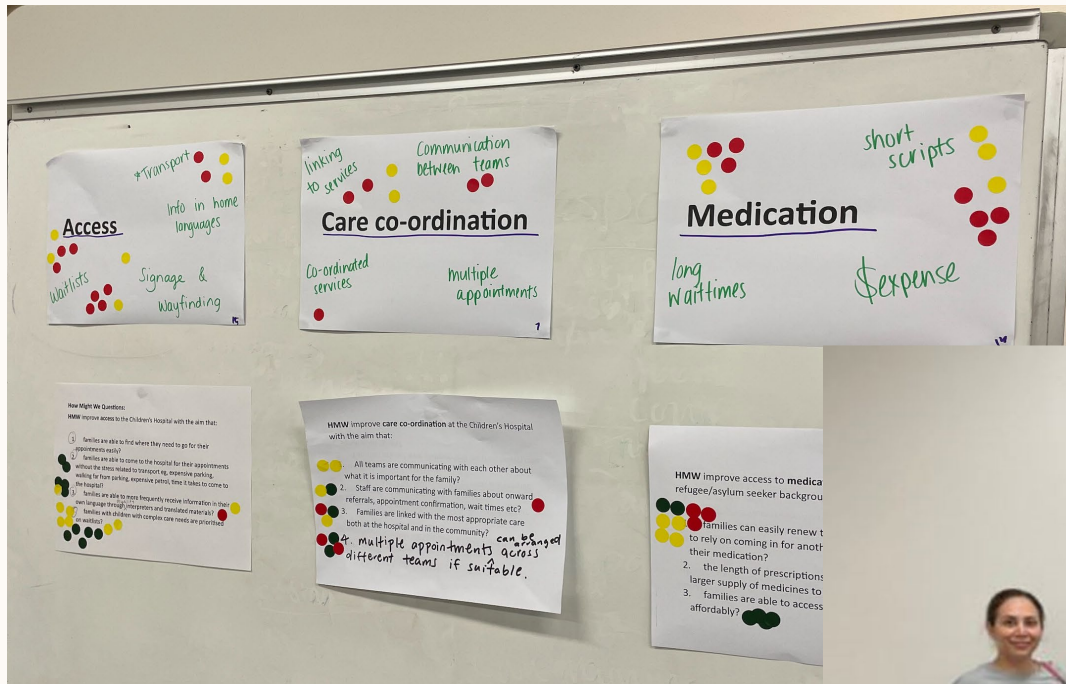 *Transport
Info in home
languages
Access
Waitlists
Signage &
Wayfinding
15
linking
to services
Communication
between teams
Care co-ordination
Co-ordinated
services
multiple
appointments
7
short
scripts
Medication
long
waittimes
$expense
14
How Might We Questions:
HMW improve access to the Children's Hospital with the aim that:
1. families are able to find where they need to go for their
appointments easily?
2. families are able to come to the hospital for their appointments
without the stress related to transport eg, expensive parking,
walking far from parking, expensive petrol, time it takes to come to
the hospital?
3. families are able to more frequently receive information in their
own language through interpreters and translated materials?
families with children with complex care needs are prioritised
on waitlists?
HMW improve care co-ordination at the Children's Hospital
with the aim that:
1. All teams are communicating with each other about
what it is important for the family?
2. Staff are communicating with families about onward
referrals, appointment confirmation, wait times etc?
3. Families are linked with the most appropriate care
both at the hospital and in the community?
4. multiple appointments can be arranged across
different teams if suitable.
HMW improve access to medica
refugee/asylum seeker backgrou
families can easily renew t
to rely on coming in for anoth
their medication?
2. the length of prescriptions
larger supply of medicines to
3. families are able to access
affordably?